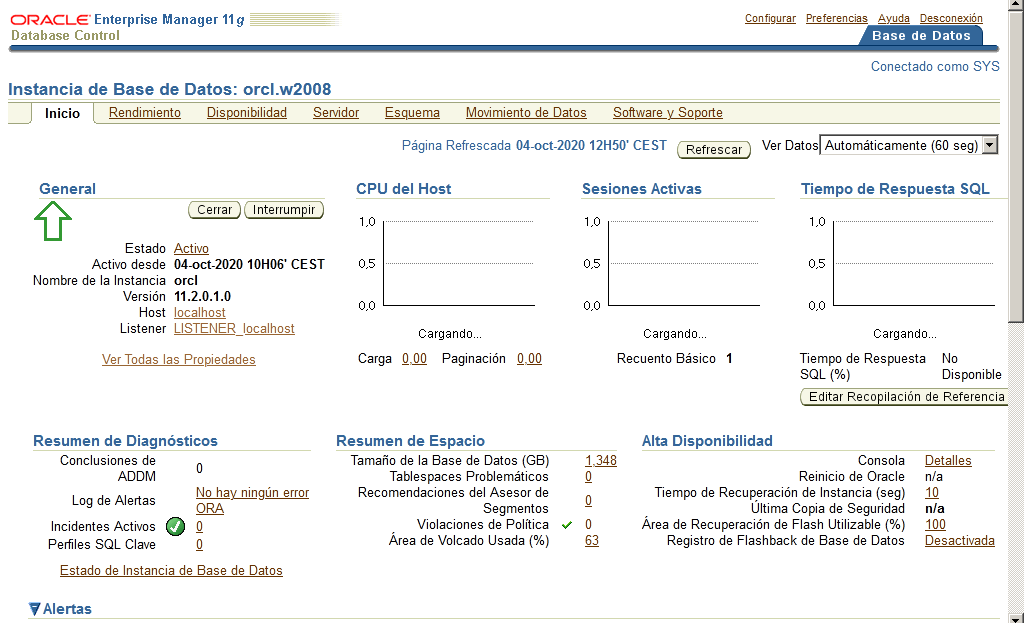 ORACLE Enterprise Manager 11g
Database Control
Configurar Preferencias Ayuda Desconexión
Base de Datos
Conectado como SYS
Instancia de Base de Datos: orcl.w2008
Inicio Rendimiento Disponibilidad Servidor Esquema Movimiento de Datos Software y Soporte
Página Refrescada 04-oct-2020 12H50' CEST Refrescar Ver Datos Automáticamente (60 seg)
General
Cerrar Interrumpir
Estado Activo
Activo desde 04-oct-2020 10H06' CEST
Nombre de la Instancia orcl
Versión 11.2.0.1.0
Host localhost
Listener LISTENER_localhost
Ver Todas las Propiedades
CPU del Host
1,0
0,5
0,0
Cargando...
Carga 0,00 Paginación 0,00
Sesiones Activas
1,0
0,5
0,0
Cargando...
Recuento Básico 1
Tiempo de Respuesta SQL
1,0
0,5
0,0
Cargando...
Tiempo de Respuesta No
SQL (%) Disponible
Editar Recopilación de Referencia
Resumen de Diagnósticos
Conclusiones de
ADDM 0
Log de Alertas No hay ningún error
ORA
Incidentes Activos 0
Perfiles SQL Clave 0
Estado de Instancia de Base de Datos
Resumen de Espacio
Tamaño de la Base de Datos (GB) 1,348
Tablespaces Problemáticos 0
Recomendaciones del Asesor de
Segmentos 0
Violaciones de Política 0
Área de Volcado Usada (%) 63
Alta Disponibilidad
Consola Detalles
Reinicio de Oracle n/a
Tiempo de Recuperación de Instancia (seg) 10
Última Copia de Seguridad n/a
Área de Recuperación de Flash Utilizable (%) 100
Registro de Flashback de Base de Datos Desactivada
Alertas